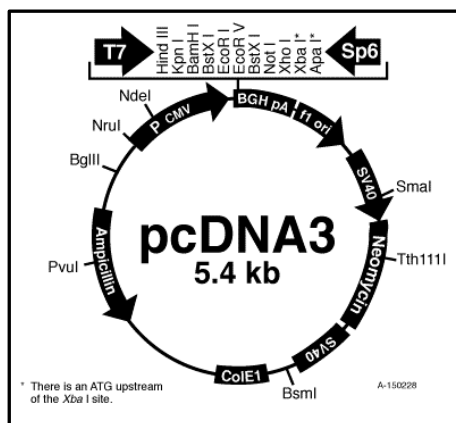 T7
Hind III
Kpn I
BamH I
BstX I
EcoR I
EcoR V
BstX I
Not I
Xho I
Xba I*
Apa I*
Sp6
NdeI
NruI
BglII
PvuI
P CMV
BGH pA
f1 ori
SV40
SmaI
Neomycin
Tth111I
SV40
BsmI
ColE1
Ampicillin
pcDNA3
5.4 kb
* There is an ATG upstream
of the Xba I site.
A-150228